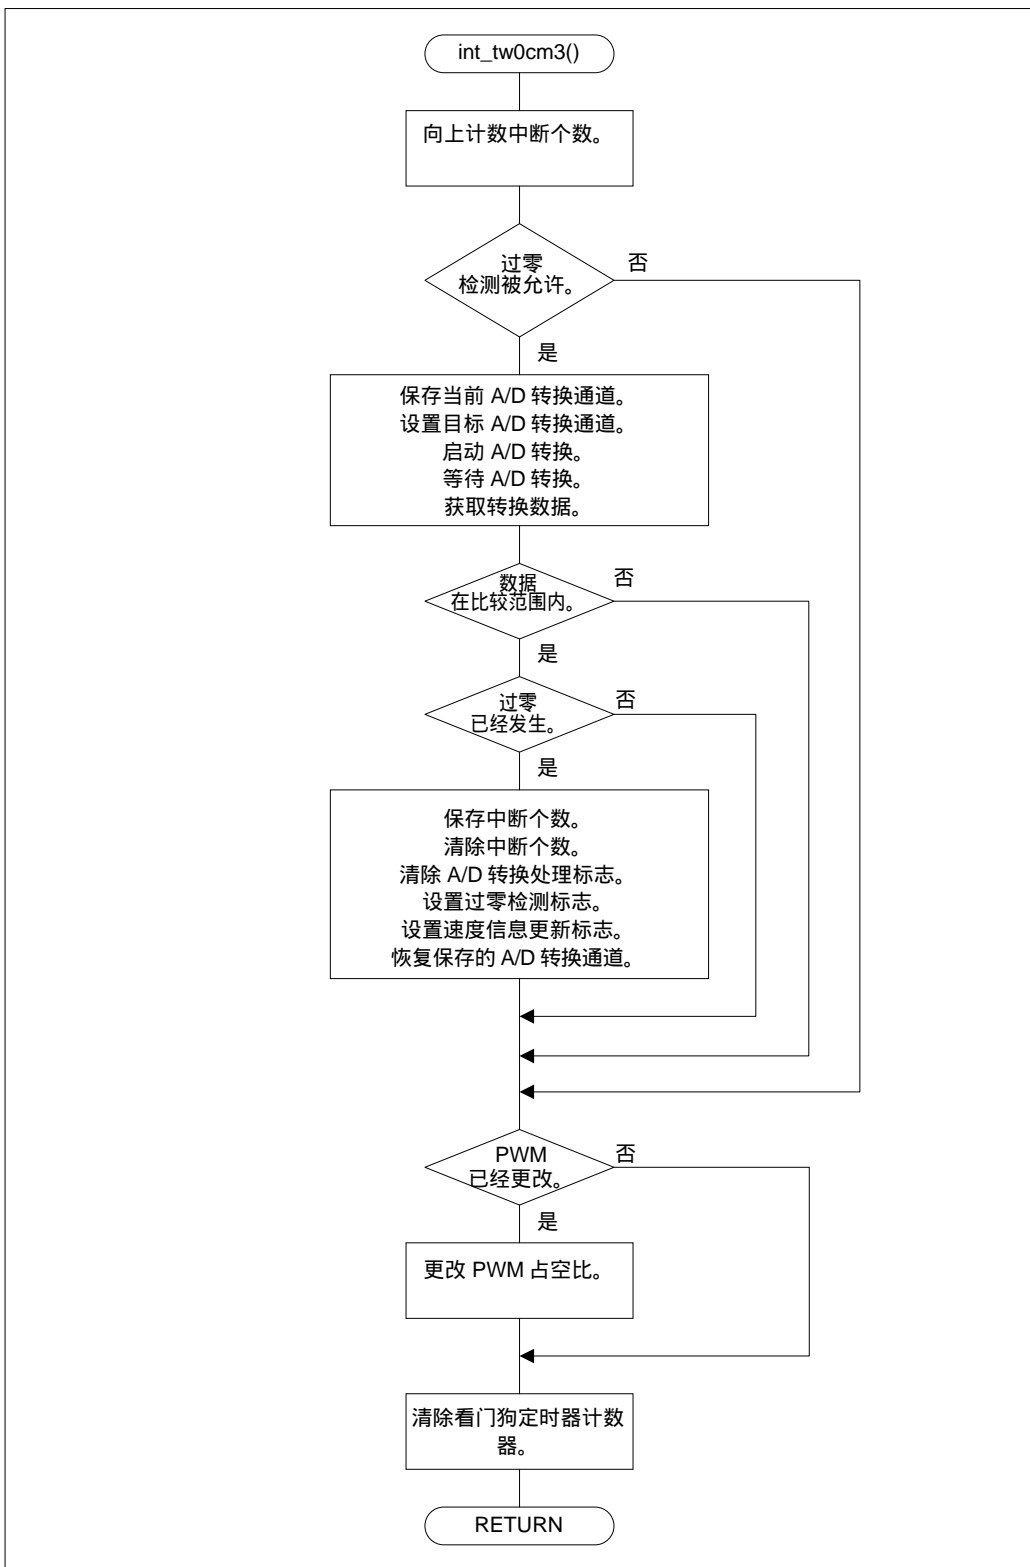 int_tw0cm3()
向上计数中断个数。
过零
检测被允许。
否
是
保存当前 A/D 转换通道。
设置目标 A/D 转换通道。
启动 A/D 转换。
等待 A/D 转换。
获取转换数据。
数据
在比较范围内。
否
是
过零
已经发生。
否
是
保存中断个数。
清除中断个数。
清除 A/D 转换处理标志。
设置过零检测标志。
设置速度信息更新标志。
恢复保存的 A/D 转换通道。
PWM
已经更改。
否
是
更改 PWM 占空比。
清除看门狗定时器计数
器。
RETURN